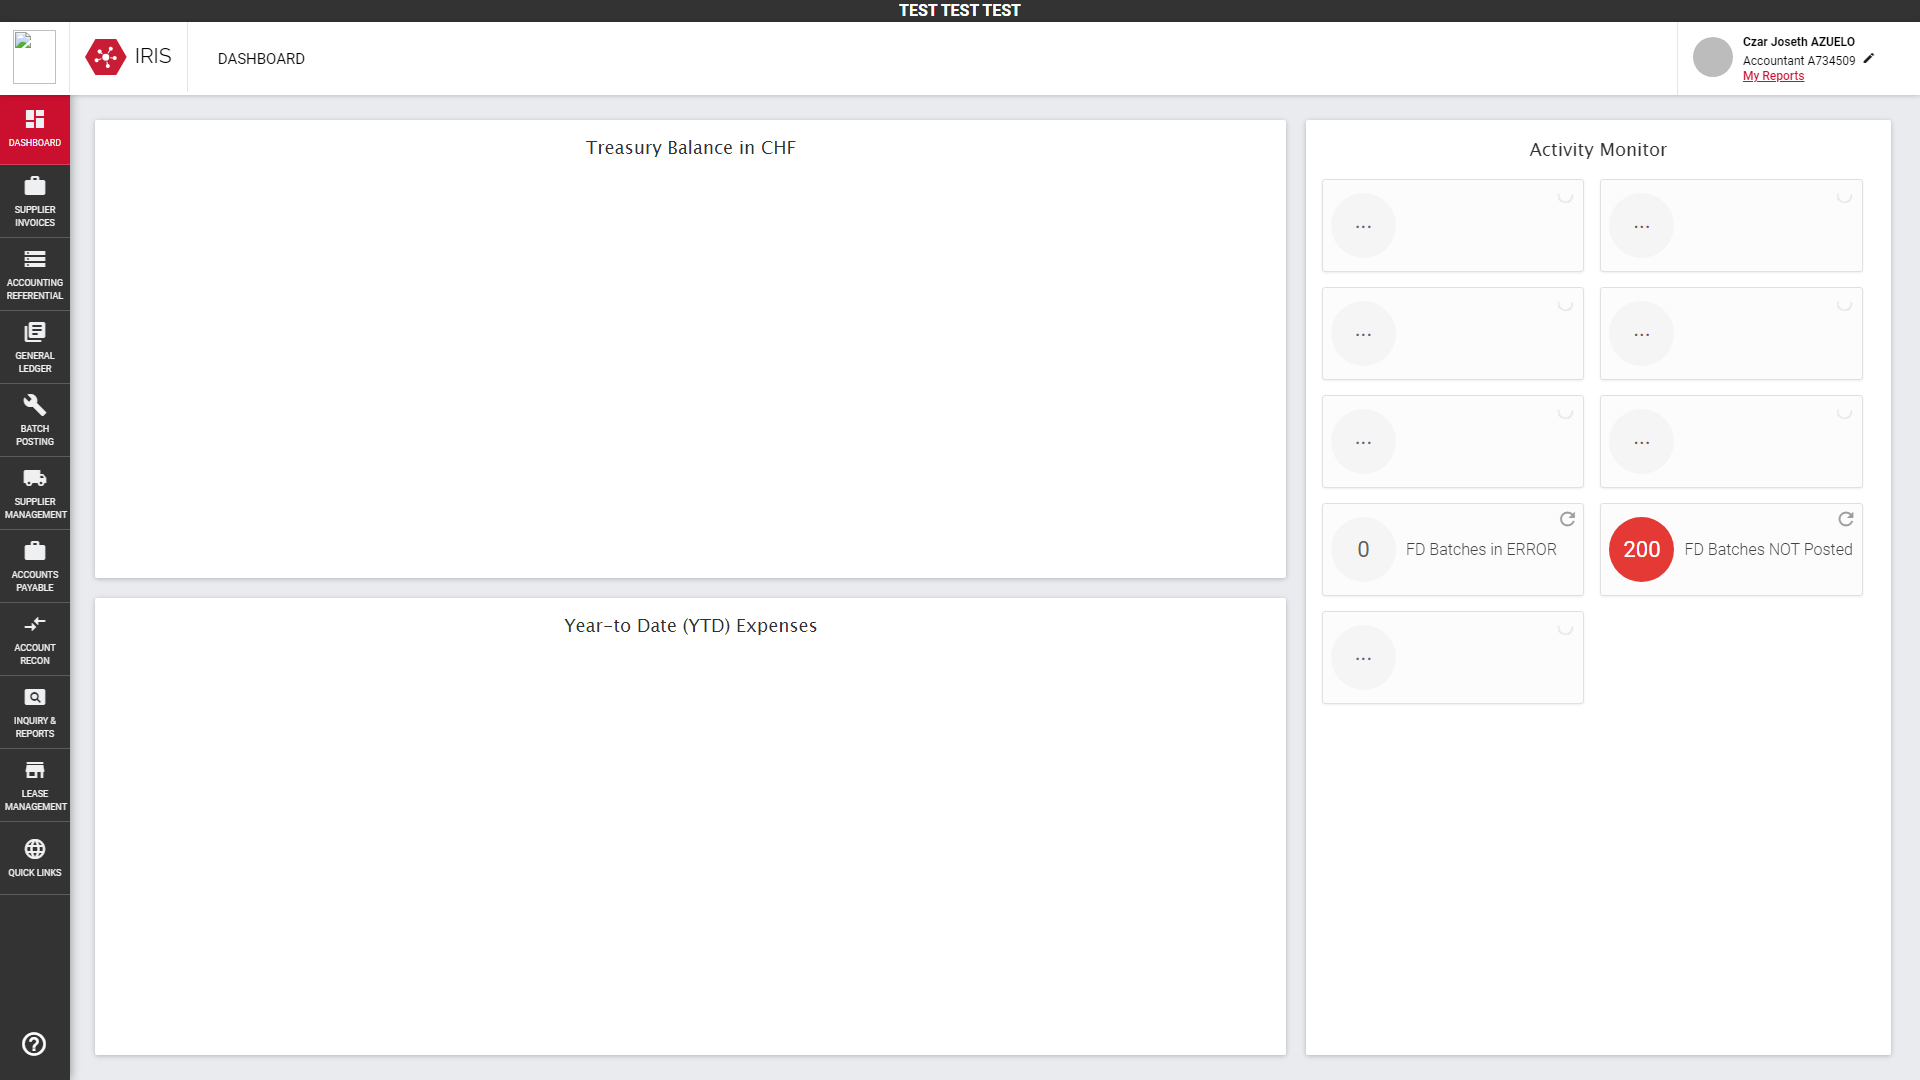 TEST TEST TEST
IRIS
DASHBOARD
Czar Joseth AZUELO
Accountant A734509
My Reports
DASHBOARD
SUPPLIER
INVOICES
ACCOUNTING
REFERENTIAL
GENERAL
LEDGER
BATCH
POSTING
SUPPLIER
MANAGEMENT
ACCOUNTS
PAYABLE
ACCOUNT
RECON
INQUIRY &
REPORTS
LEASE
MANAGEMENT
QUICK LINKS
Treasury Balance in CHF
Year-to Date (YTD) Expenses
Activity Monitor
... ...
... ...
... ...
0 FD Batches in ERROR 200 FD Batches NOT Posted
...